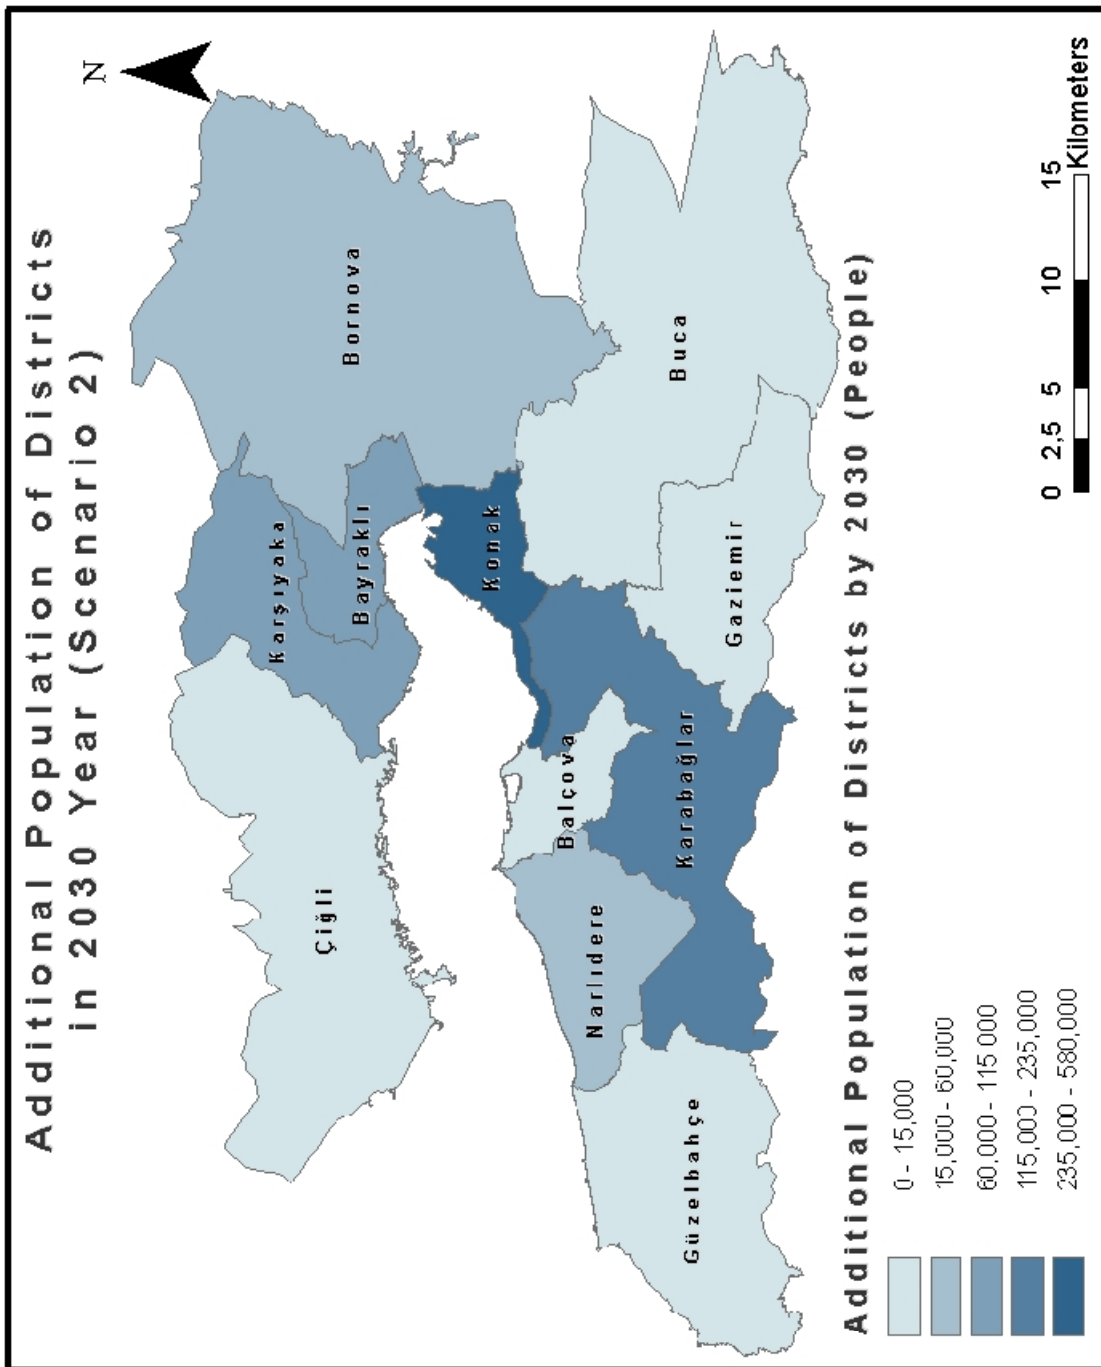 Additional Population of Districts
in 2030 Year (Scenario 2)
N
Çiğli
Karşıyaka
Bayraklı
Bornova
Konak
Balçova
Narlıdere
Güzelbahçe
Karabağlar
Gaziemir
Buca
Additional Population of Districts by 2030 (People)
0 - 15,000
15,000 - 60,000
60,000 - 115 000
115,000 - 235,000
235,000 - 580,000
0 2,5 5 10 15
Kilometers